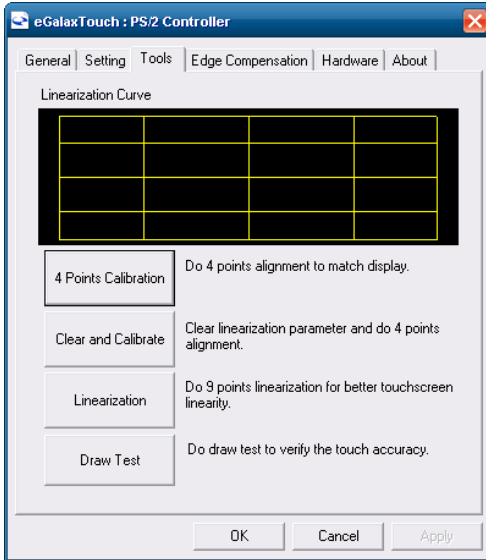 eGalaxTouch : PS/2 Controller
General Setting Tools Edge Compensation Hardware About
Linearization Curve
4 Points Calibration
Do 4 points alignment to match display.
Clear and Calibrate
Clear linearization parameter and do 4 points
alignment.
Linearization
Do 9 points linearization for better touchscreen
linearity.
Draw Test
Do draw test to verify the touch accuracy.
OK Cancel Apply